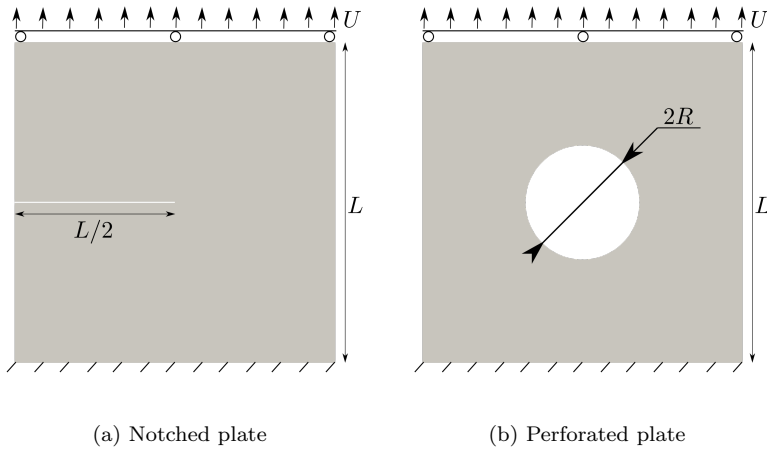 U
U
2R
L
L
L/2
(a) Notched plate
(b) Perforated plate